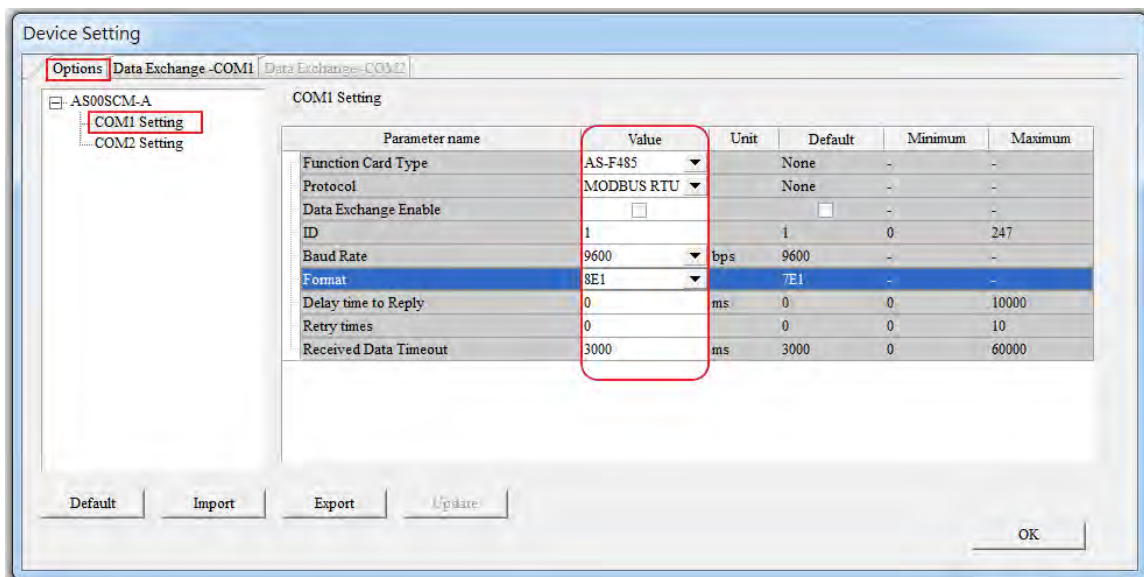 Device Setting
Options Data Exchange -COM1 Data Exchange -COM2
AS00SCM-A
COM1 Setting
COM2 Setting
COM1 Setting
Parameter name Value Unit Default Minimum Maximum
Function Card Type AS-F485 None - -
Protocol MODBUS RTU None - -
Data Exchange Enable - -
ID 1 1 0 247
Baud Rate 9600 bps 9600 - -
Format 8E1 7E1 - -
Delay time to Reply 0 ms 0 0 10000
Retry times 0 0 0 10
Received Data Timeout 3000 ms 3000 0 60000
Default Import Export Update
OK